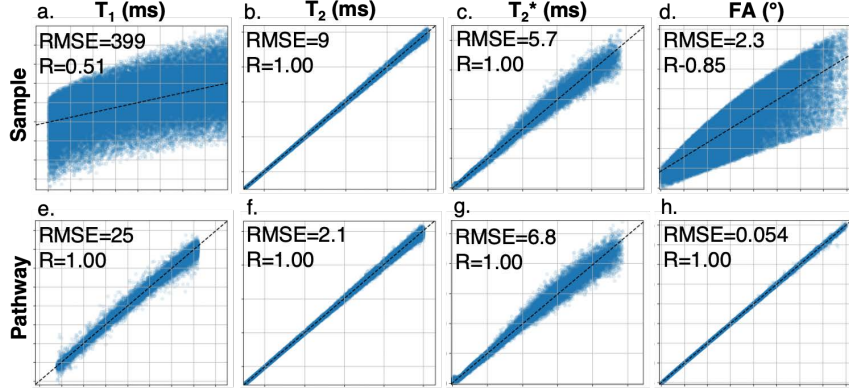 a. T₁ (ms)
b. T₂ (ms)
c. T₂* (ms)
d. FA (°)
Sample
RMSE=399
R=0.51
RMSE=9
R=1.00
RMSE=5.7
R=1.00
RMSE=2.3
R-0.85
e.
f.
g.
h.
Pathway
RMSE=25
R=1.00
RMSE=2.1
R=1.00
RMSE=6.8
R=1.00
RMSE=0.054
R=1.00